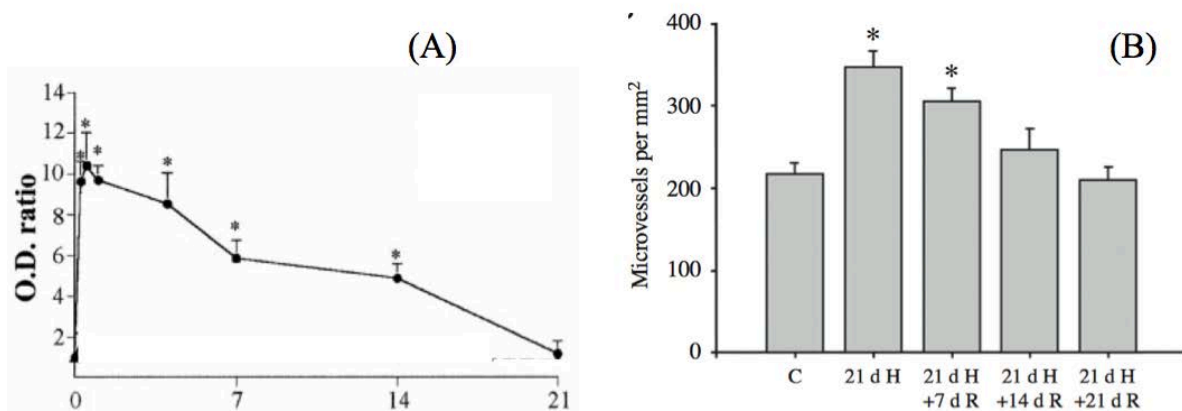 (A)
14
12
10
8
6
4
2
O.D. ratio
* * * * * *
0 7 14 21
(B)
400
300
200
100
0
Microvessels per mm²
* *
C 21 d H 21 d H 21 d H 21 d H
+7 d R +14 d R +21 d R